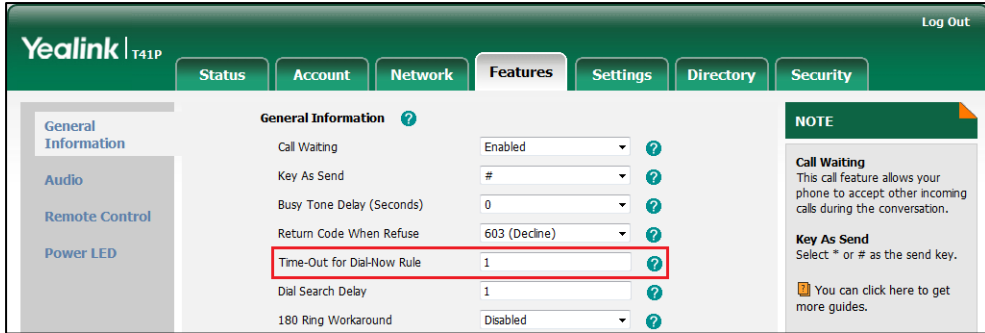 Log Out
Yealink T41P
Status Account Network Features Settings Directory Security
General Information
Audio
Remote Control
Power LED
General Information ?
Call Waiting Enabled ?
Key As Send # ?
Busy Tone Delay (Seconds) 0 ?
Return Code When Refuse 603 (Decline) ?
Time-Out for Dial-Now Rule 1 ?
Dial Search Delay 1 ?
180 Ring Workaround Disabled ?
NOTE
Call Waiting
This call feature allows your
phone to accept other incoming
calls during the conversation.
Key As Send
Select * or # as the send key.
? You can click here to get
more guides.